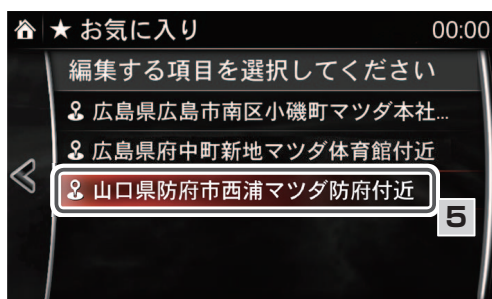 ★ お気に入り 00:00
編集する項目を選択してください
広島県広島市南区小磯町マツダ本社...
広島県府中町新地マツダ体育館付近
山口県防府市西浦マツダ防府付近
5